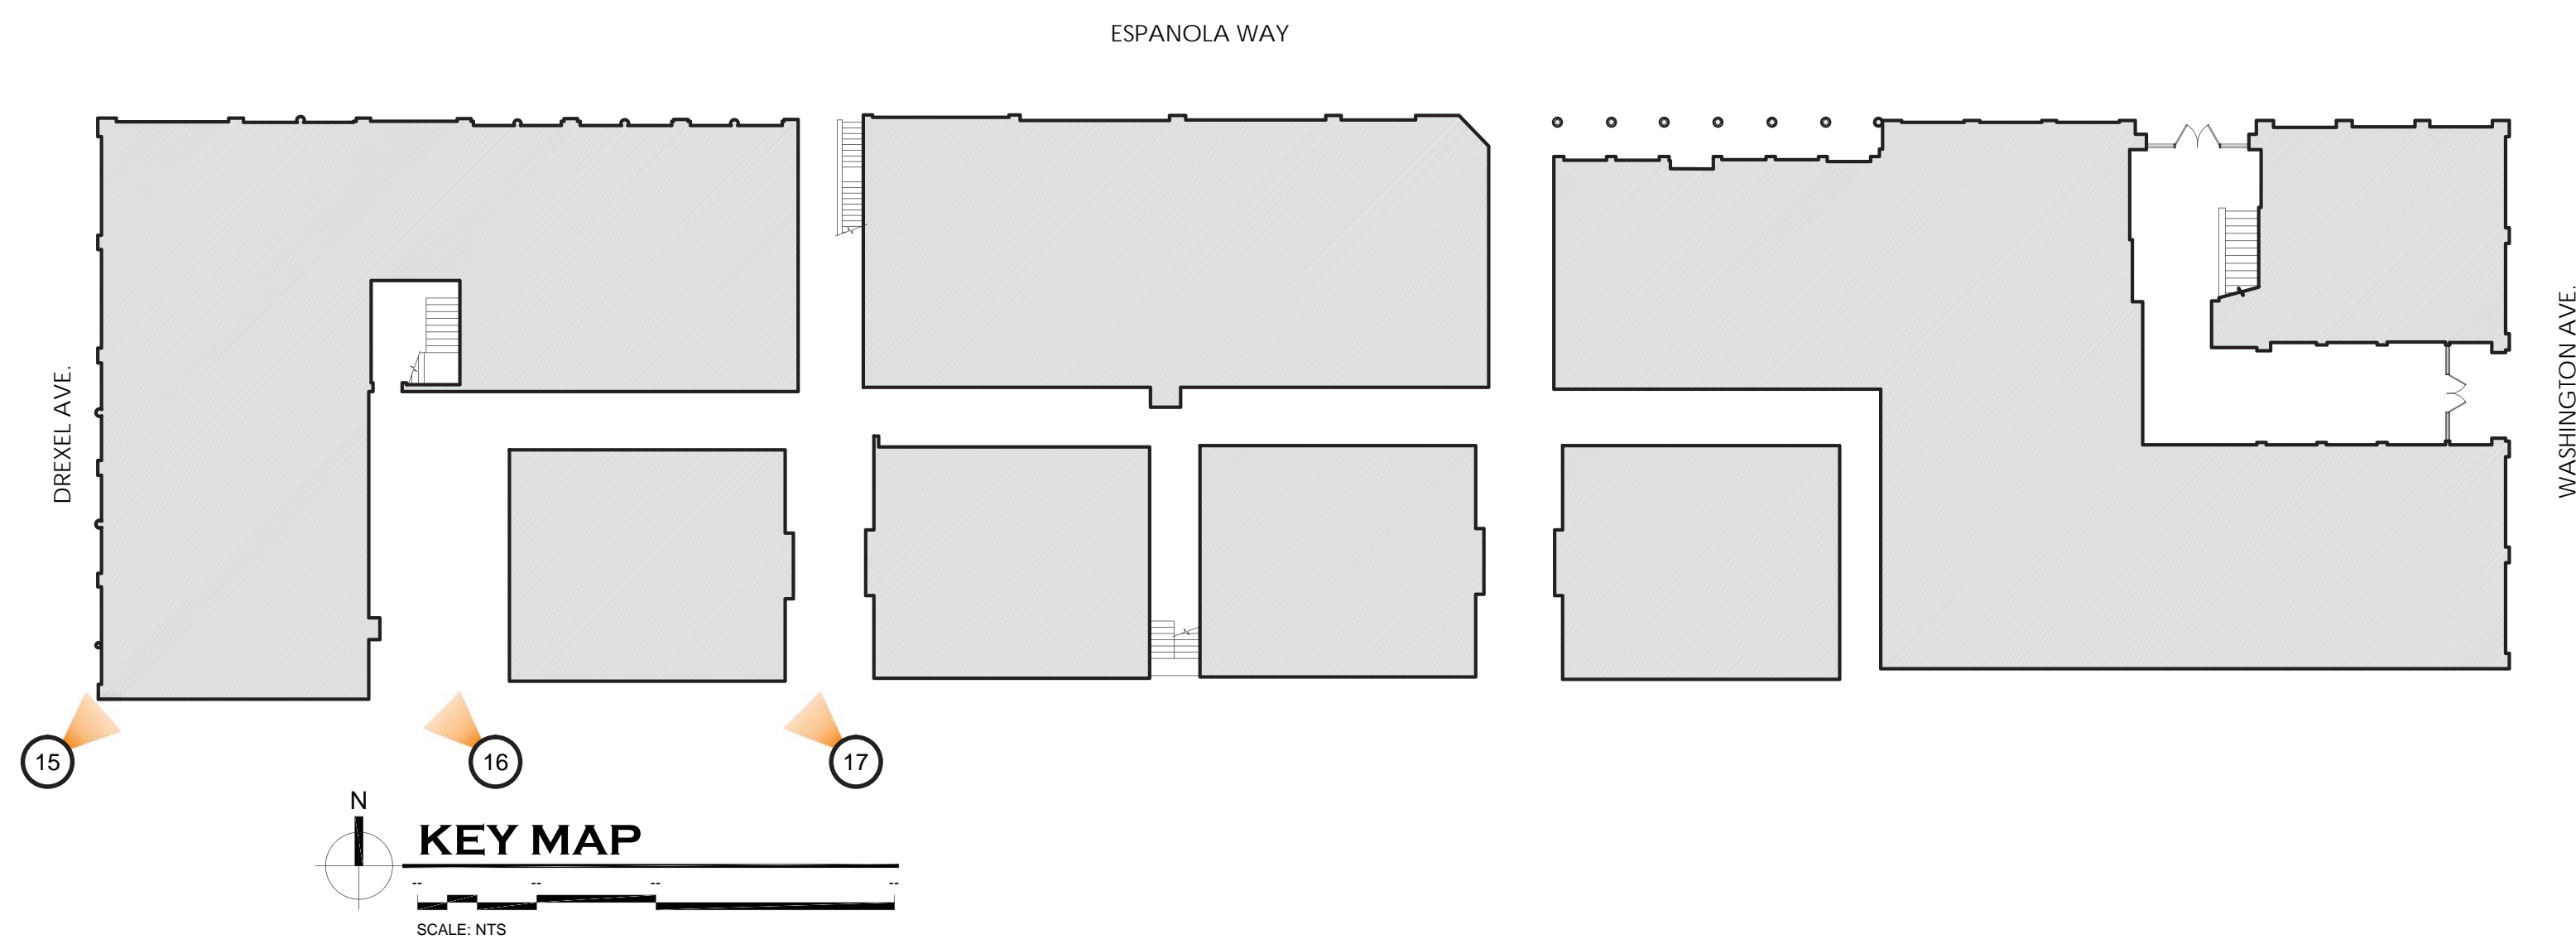 ESPANOLA WAY
DREXEL AVE.
WASHINGTON AVE.
15
16
17
N
KEY MAP
-- -- -- --
SCALE: NTS